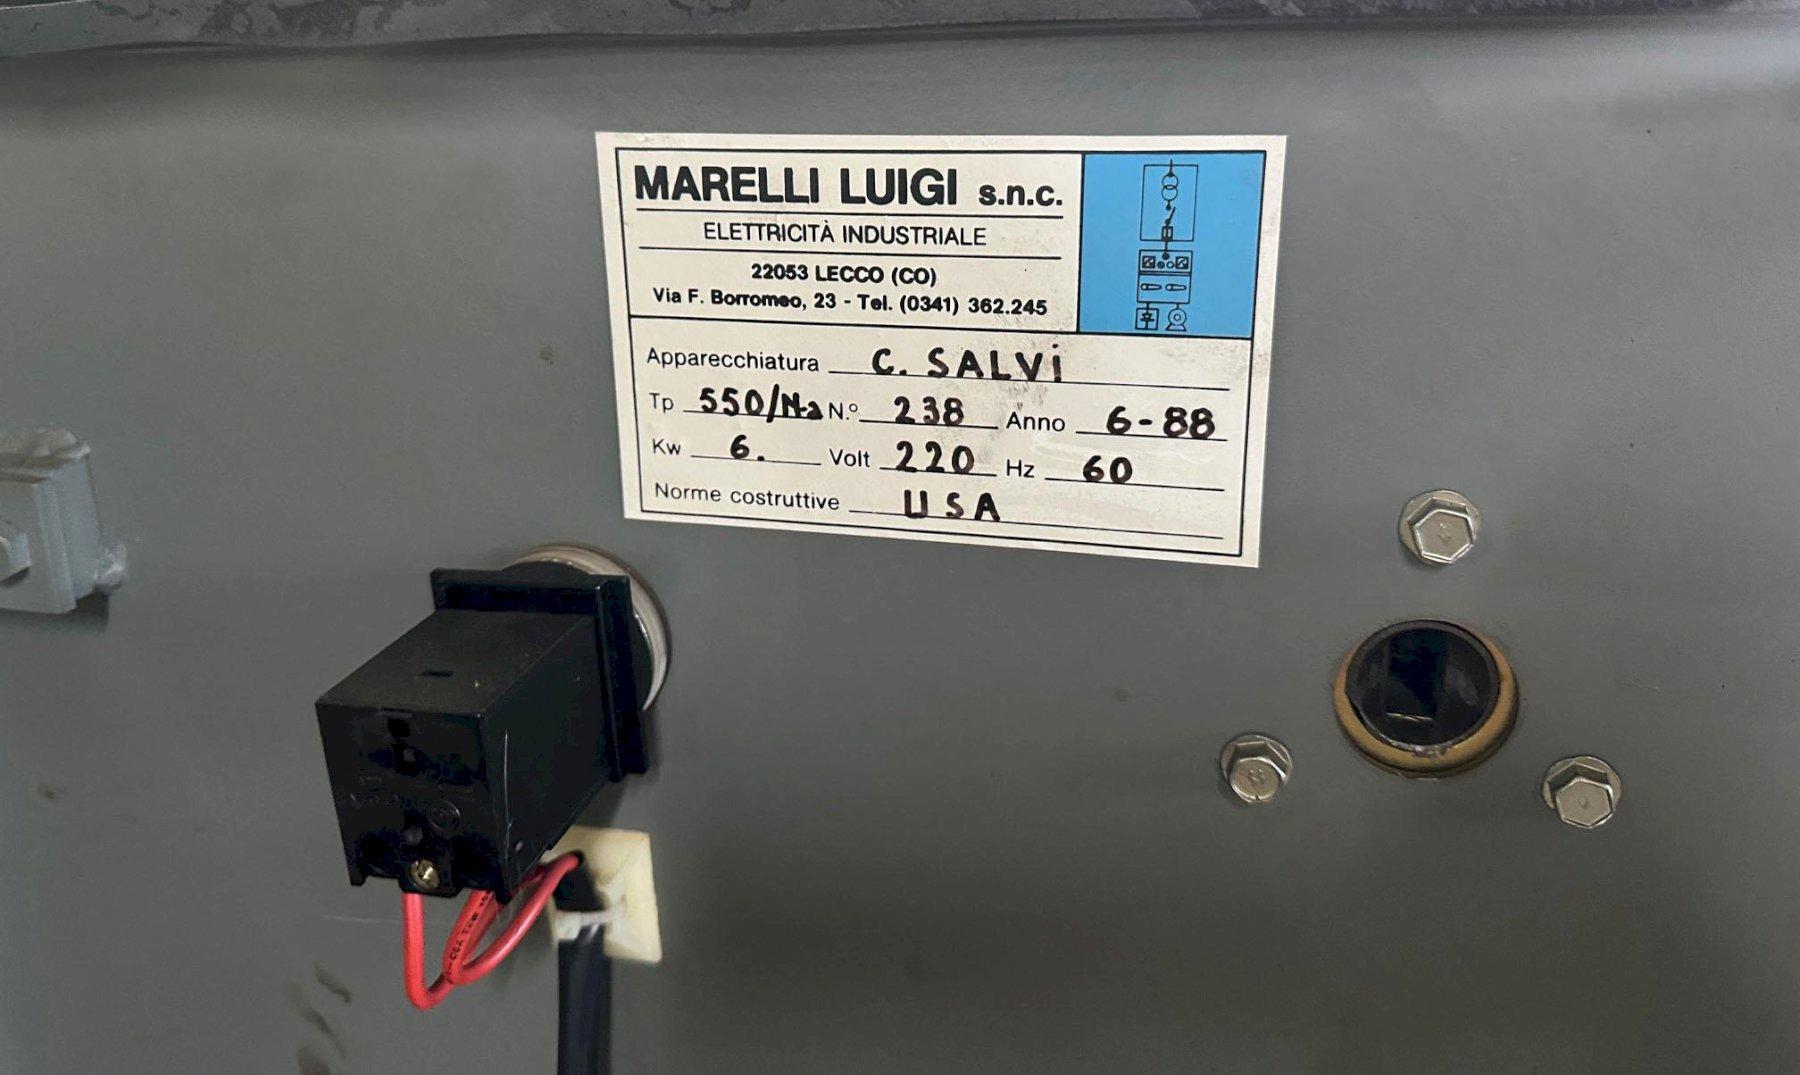 MARELLI LUIGI s.n.c.
ELETTRICITÀ INDUSTRIALE
22053 LECCO (CO)
Via F. Borromeo, 23 - Tel. (0341) 362.245
Apparecchiatura C. SALVi
Tp 550/ N.° 238 Anno 6-88
Kw 6. Volt 220 Hz 60
Norme costruttive USA